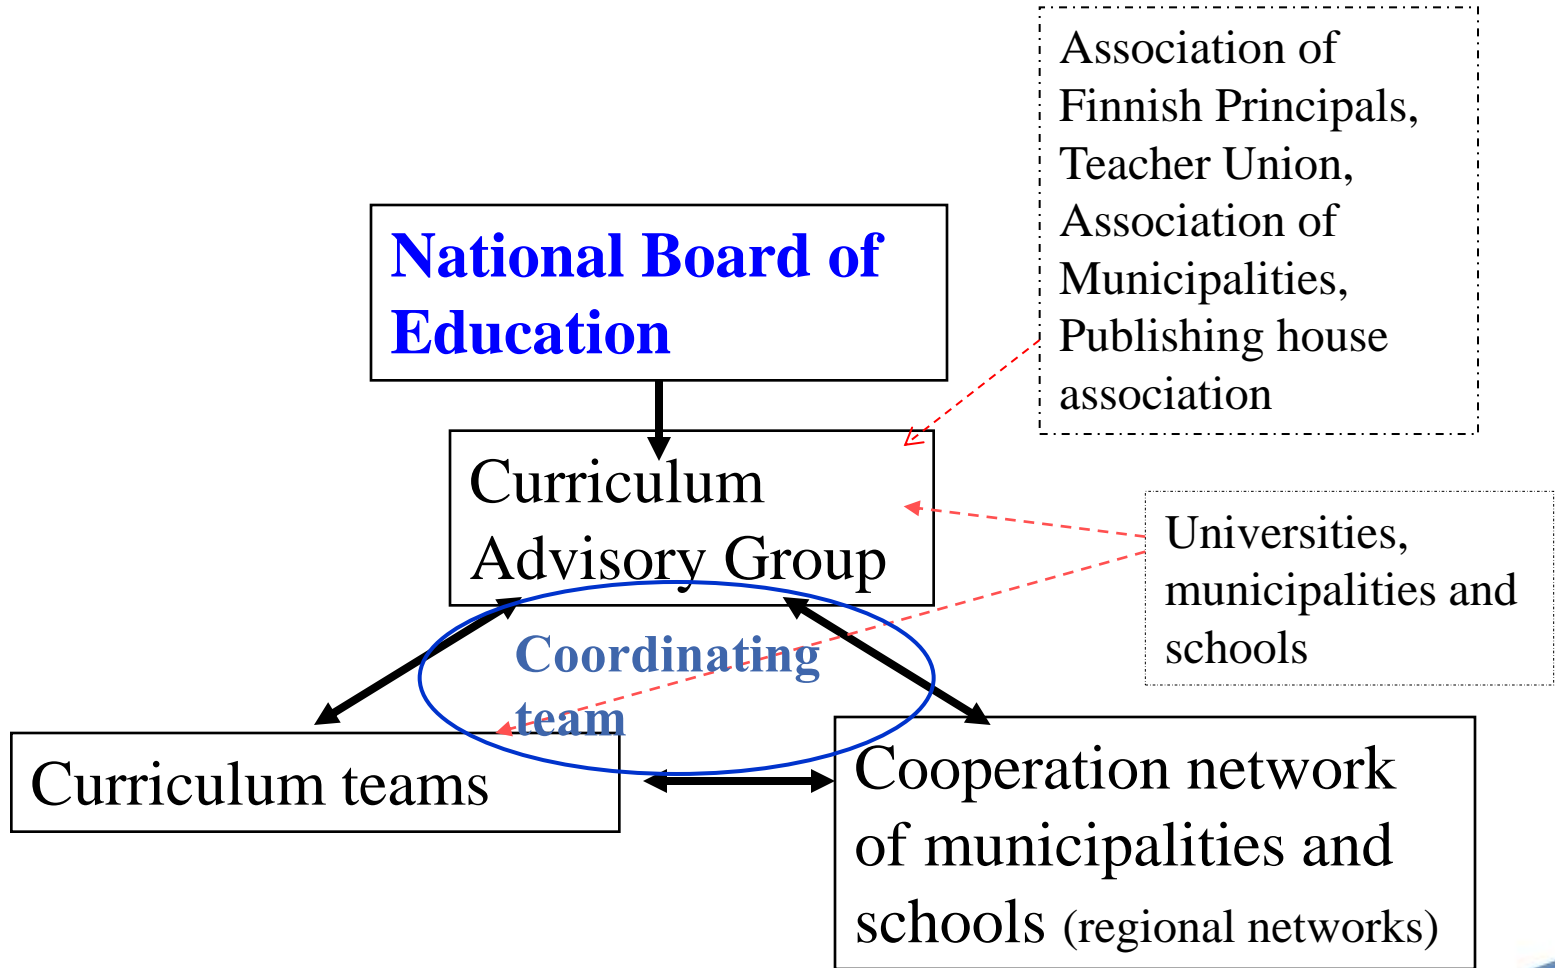 Association of
Finnish Principals,
Teacher Union,
Association of
Municipalities,
Publishing house
association
National Board of
Education
Curriculum
Advisory Group
Universities,
municipalities and
schools
Coordinating
team
Curriculum teams
Cooperation network
of municipalities and
schools (regional networks)